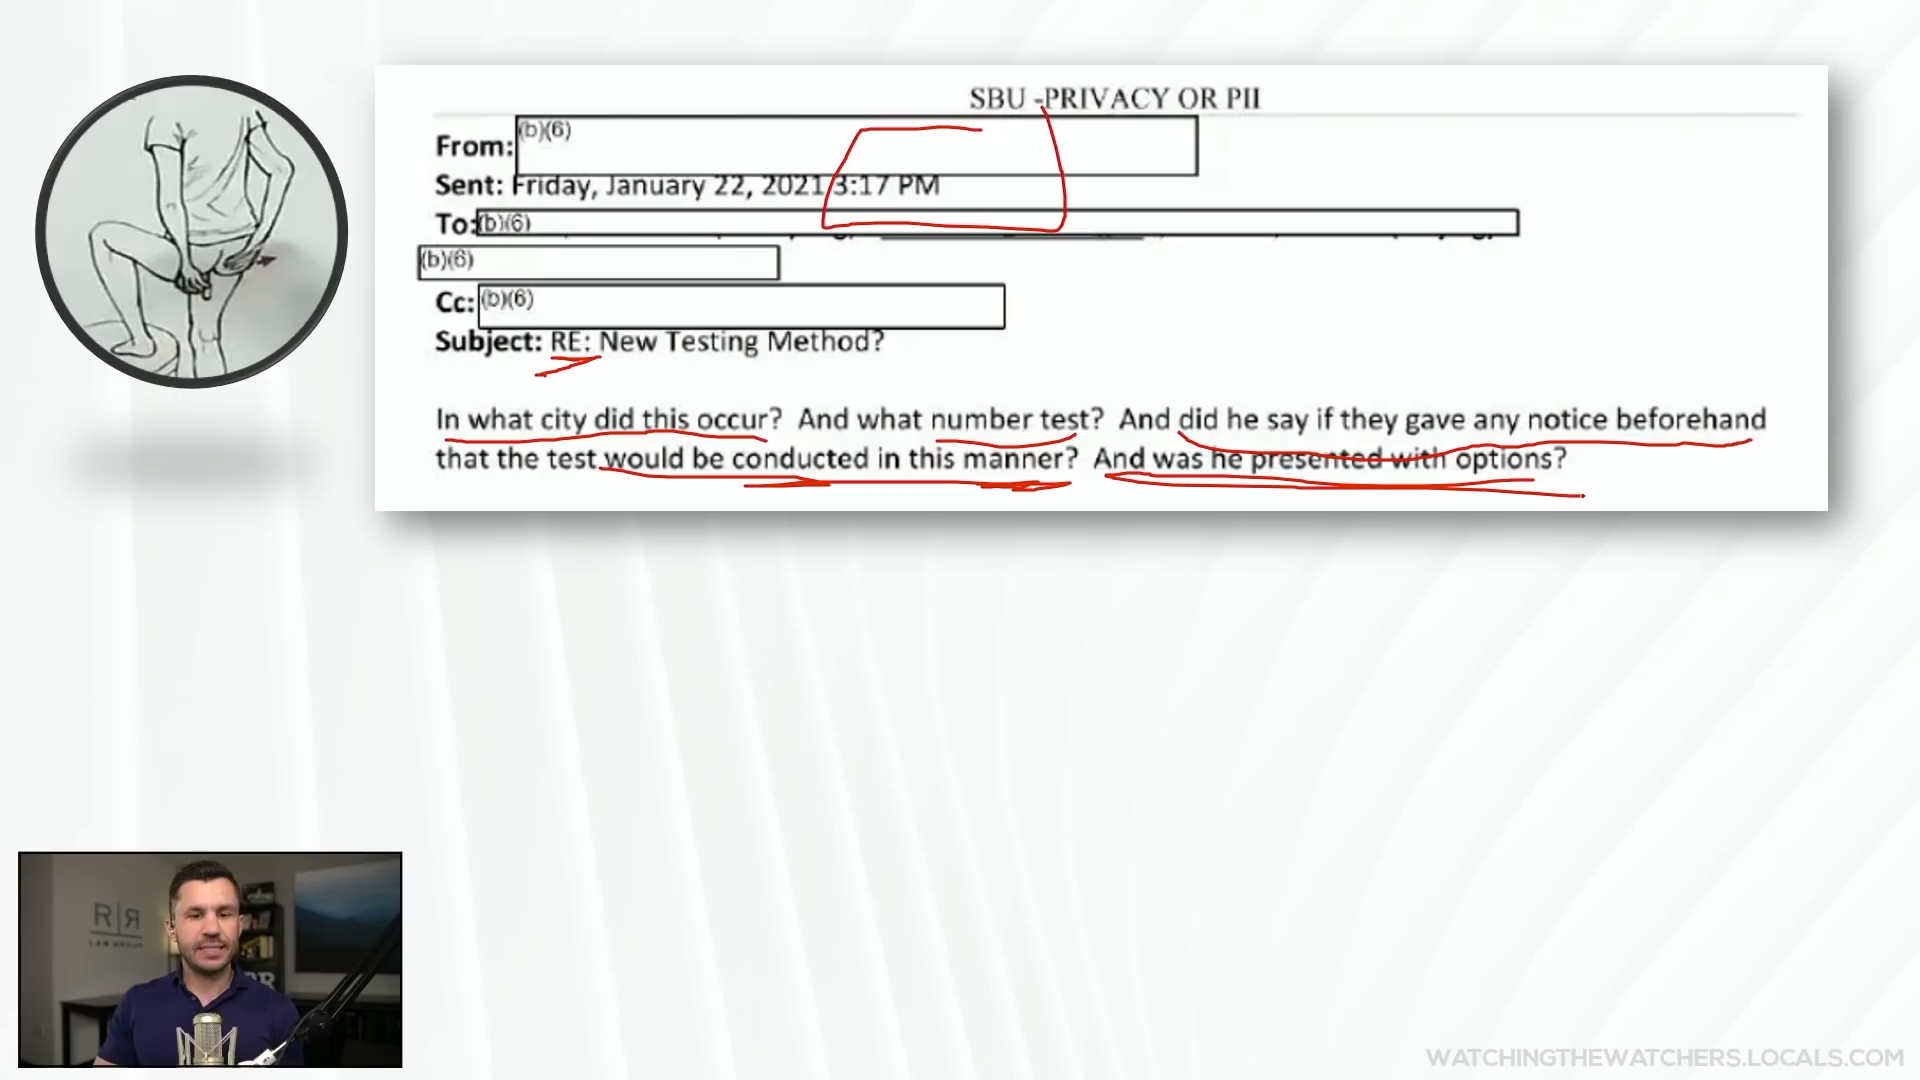 SBU -PRIVACY OR PII
From: (b)(6)
Sent: Friday, January 22, 2021 3:17 PM
To: (b)(6)
(b)(6)
Cc: (b)(6)
Subject: RE: New Testing Method?
In what city did this occur? And what number test? And did he say if they gave any notice beforehand
that the test would be conducted in this manner? And was he presented with options?
R|R
LAW GROUP
WATCHINGTHEWATCHERS.LOCALS.COM